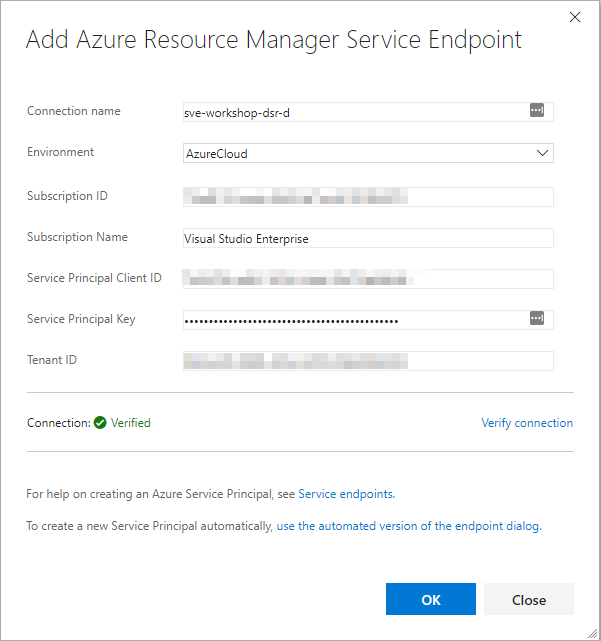 Add Azure Resource Manager Service Endpoint
Connection name
sve-workshop-dsr-d
Environment
AzureCloud
Subscription ID
Subscription Name
Visual Studio Enterprise
Service Principal Client ID
Service Principal Key
••••••••••••••••••••••••••••••••••••••••••••
Tenant ID
Connection: Verified
Verify connection
For help on creating an Azure Service Principal, see Service endpoints.
To create a new Service Principal automatically, use the automated version of the endpoint dialog.
OK
Close